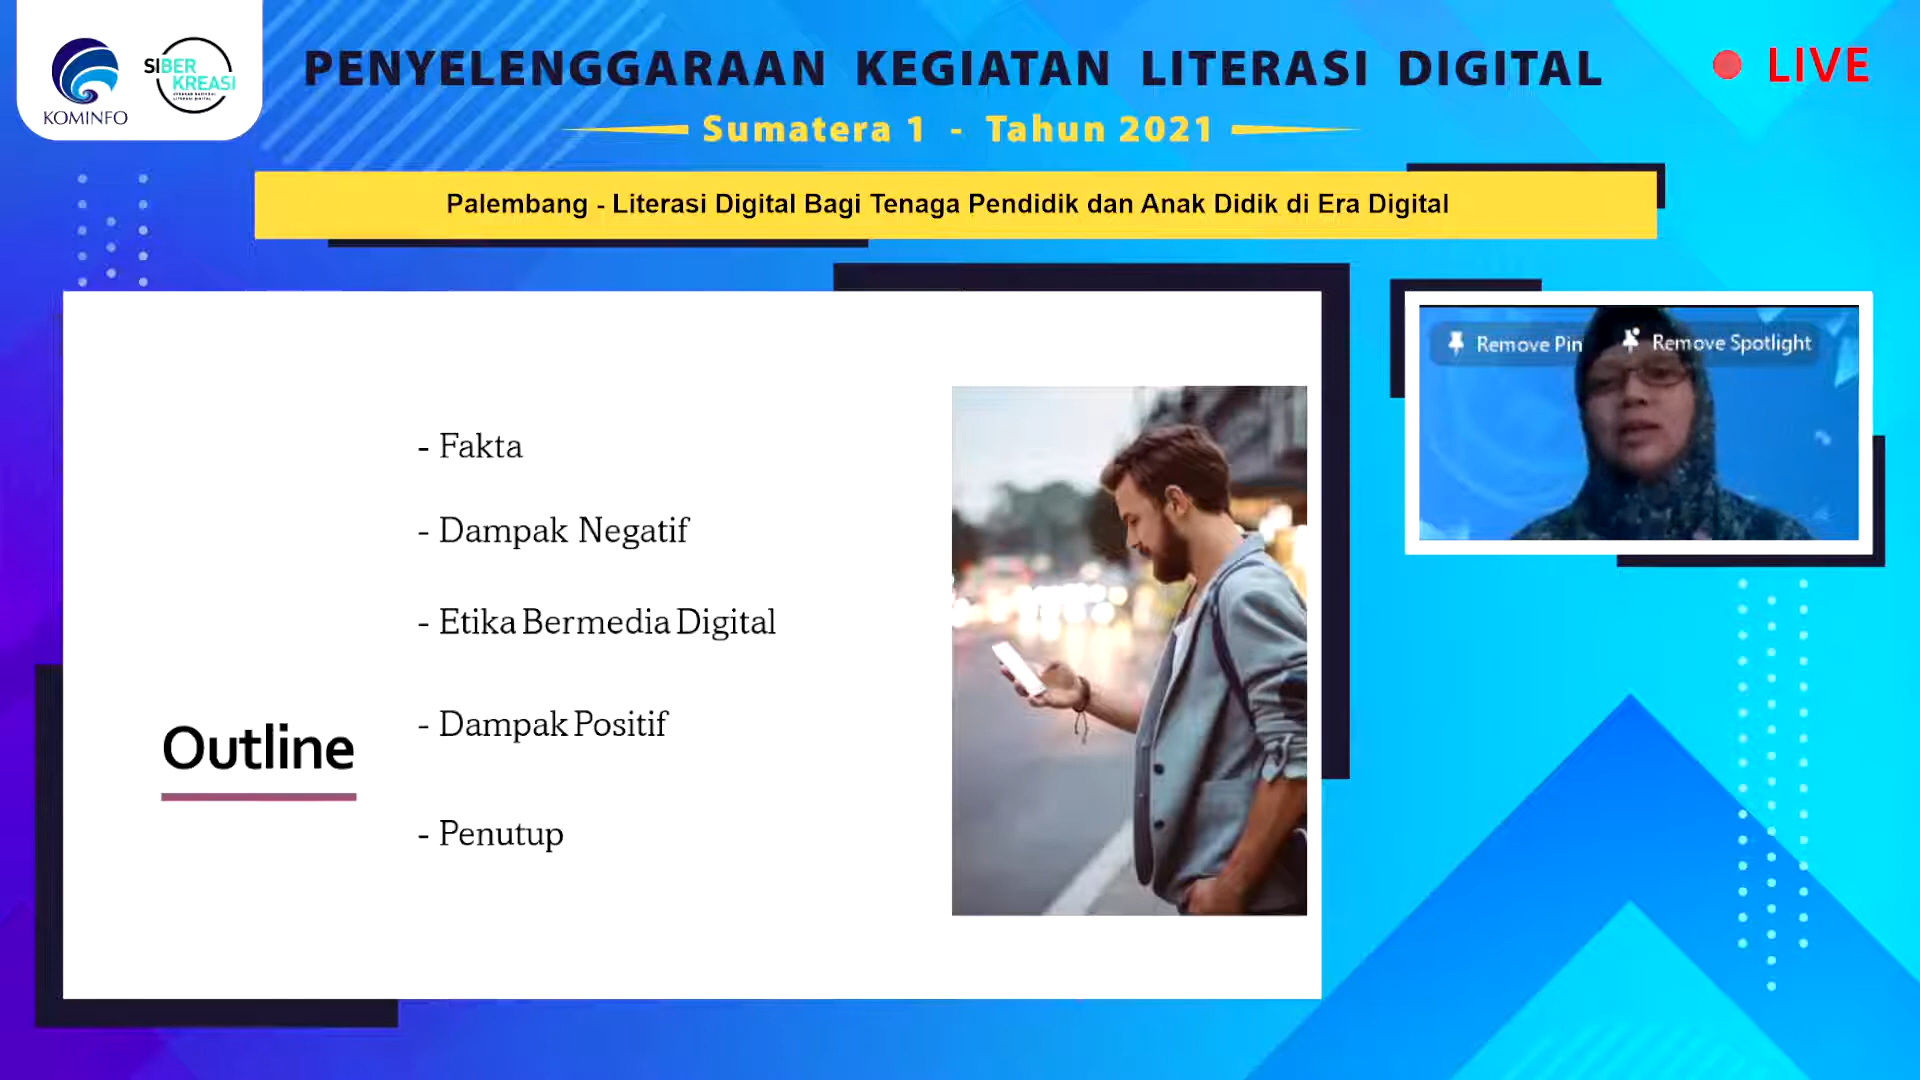 KOMINFO
SIBER
KREASI
PENYELENGGARAAN KEGIATAN LITERASI DIGITAL
LIVE
Sumatera 1 - Tahun 2021
Palembang - Literasi Digital Bagi Tenaga Pendidik dan Anak Didik di Era Digital
Remove Pin
Remove Spotlight
- Fakta
- Dampak Negatif
- Etika Bermedia Digital
- Dampak Positif
- Penutup
Outline